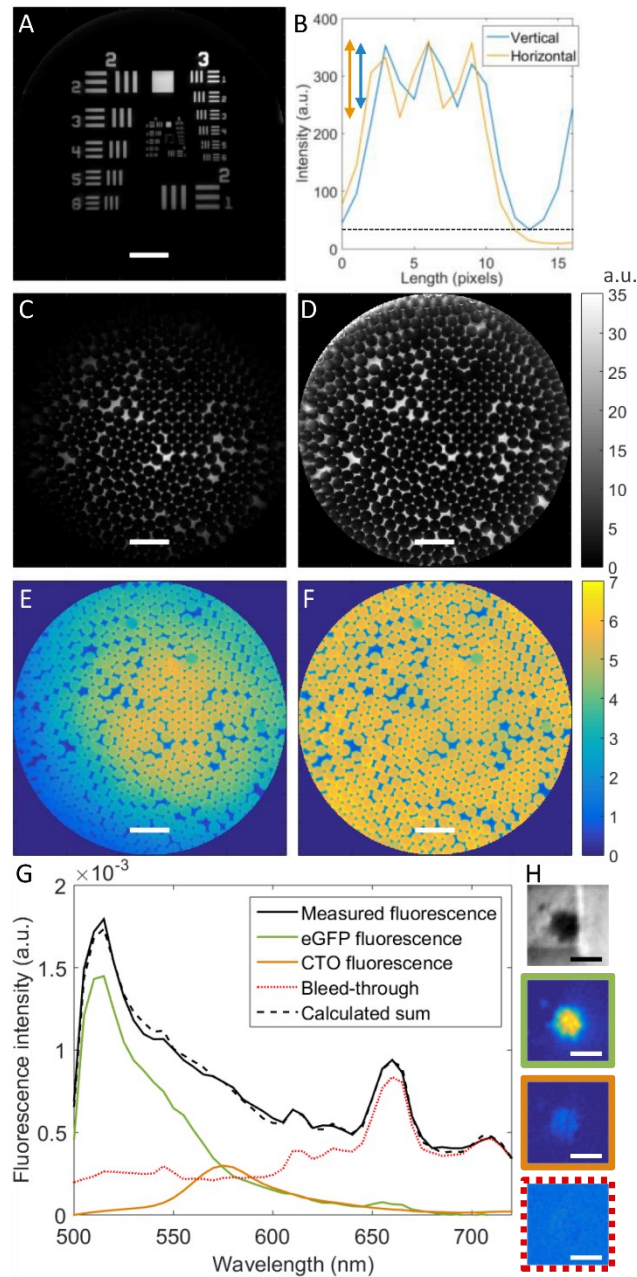 A
2
3
2
1
2
3
3
4
4
5
5
6
6
2
1
B
400
300
200
100
0
Intensity (a.u.)
Vertical
Horizontal
0
5
10
15
Length (pixels)
C
D
a.u.
35
30
25
20
15
10
5
0
E
F
7
6
5
4
3
2
1
0
G
×10⁻³
2
1.5
1
0.5
0
Fluorescence intensity (a.u.)
Measured fluorescence
eGFP fluorescence
CTO fluorescence
Bleed-through
Calculated sum
500
550
600
650
700
Wavelength (nm)
H